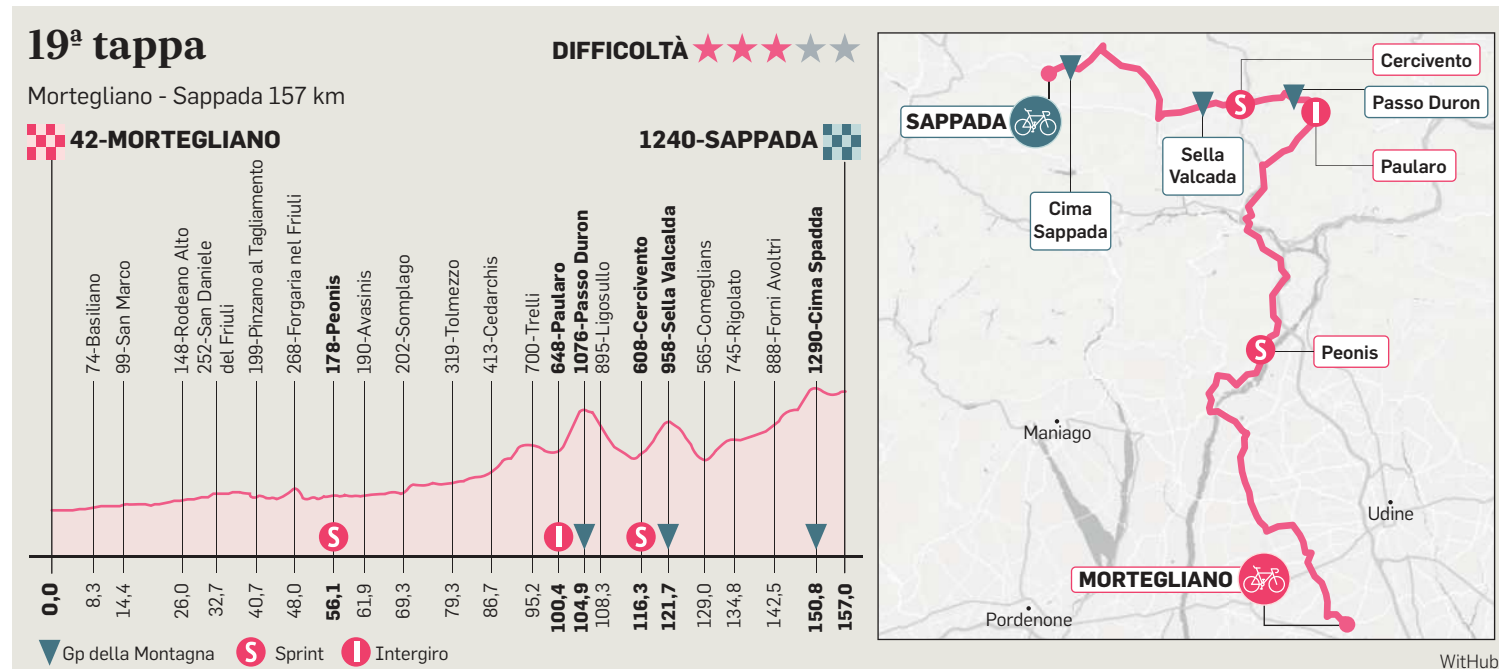 19ª tappa
DIFFICOLTÀ
Mortegliano - Sappada 157 km
42-MORTEGLIANO
1240-SAPPADA
74-Basiliano
99-San Marco
148-Rodeano Alto
252-San Daniele
del Friuli
199-Pinzano al Tagliamento
268-Forgaria nel Friuli
178-Peonis
190-Avasinis
202-Somplago
319-Tolmezzo
413-Cedarchis
700-Trelli
648-Paularo
1076-Passo Duron
895-Ligosullo
608-Cercivento
958-Sella Valcalda
565-Comeglians
745-Rigolato
888-Forni Avoltri
1290-Cima Spadda
S
I
S
0,0
8,3
14,4
26,0
32,7
40,7
48,0
56,1
61,9
69,3
79,3
86,7
95,2
100,4
104,9
108,3
116,3
121,7
129,0
134,8
142,5
150,8
157,0
Gp della Montagna
S Sprint
I Intergiro
Cercivento
Passo Duron
SAPPADA
S
I
Sella
Valcada
Paularo
Cima
Sappada
S
Peonis
Maniago
Udine
MORTEGLIANO
Pordenone
WitHub